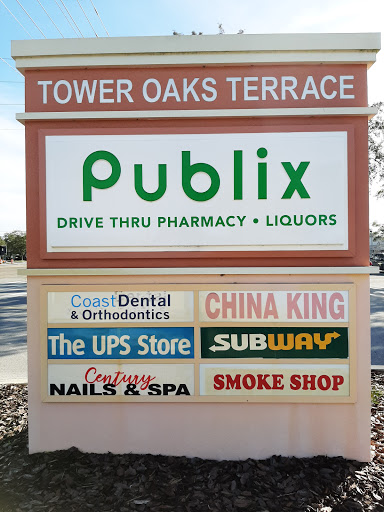 TOWER OAKS TERRACE
Publix
DRIVE THRU PHARMACY • LIQUORS
CoastDental
& Orthodontics
CHINA KING
The UPS Store
SUBWAY
Century
NAILS & SPA
SMOKE SHOP